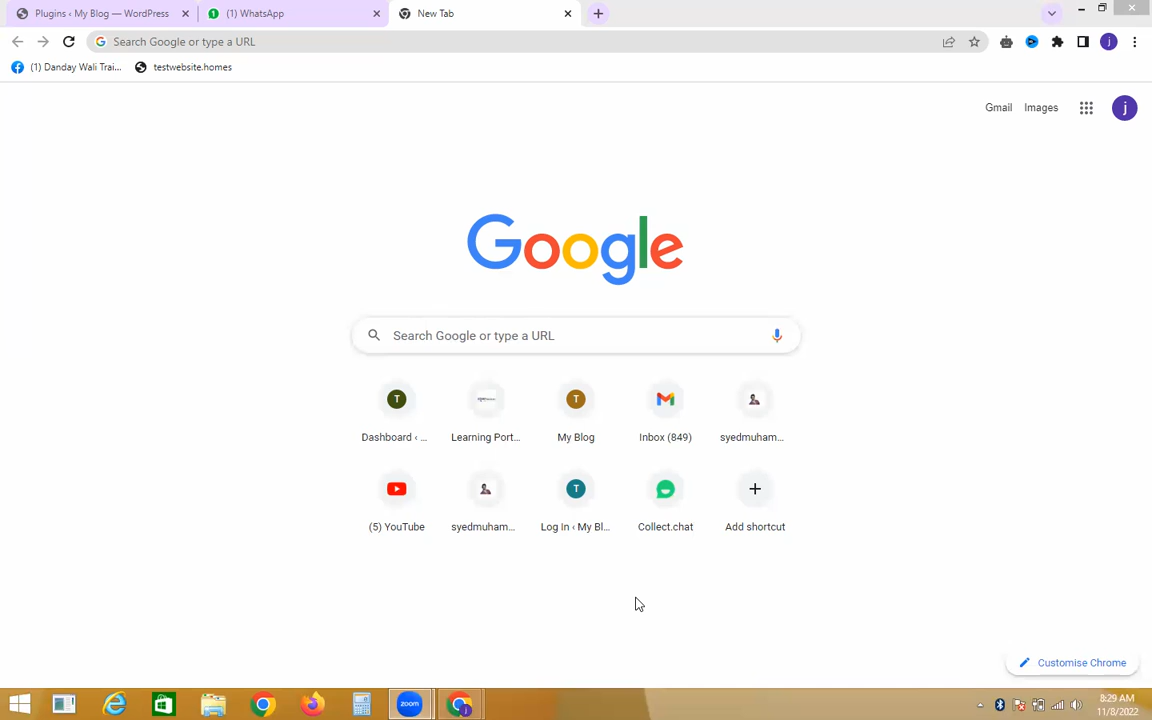 Plugins ‹ My Blog — WordPress
(1) WhatsApp
New Tab
Search Google or type a URL
j
(1) Danday Wali Trai...
testwebsite.homes
Gmail
Images
j
Google
Search Google or type a URL
T
T
Dashboard ‹ ...
Learning Port...
My Blog
Inbox (849)
syedmuham...
T
(5) YouTube
syedmuham...
Log In ‹ My Bl...
Collect.chat
Add shortcut
Customise Chrome
zoom
8:29 AM
11/8/2022